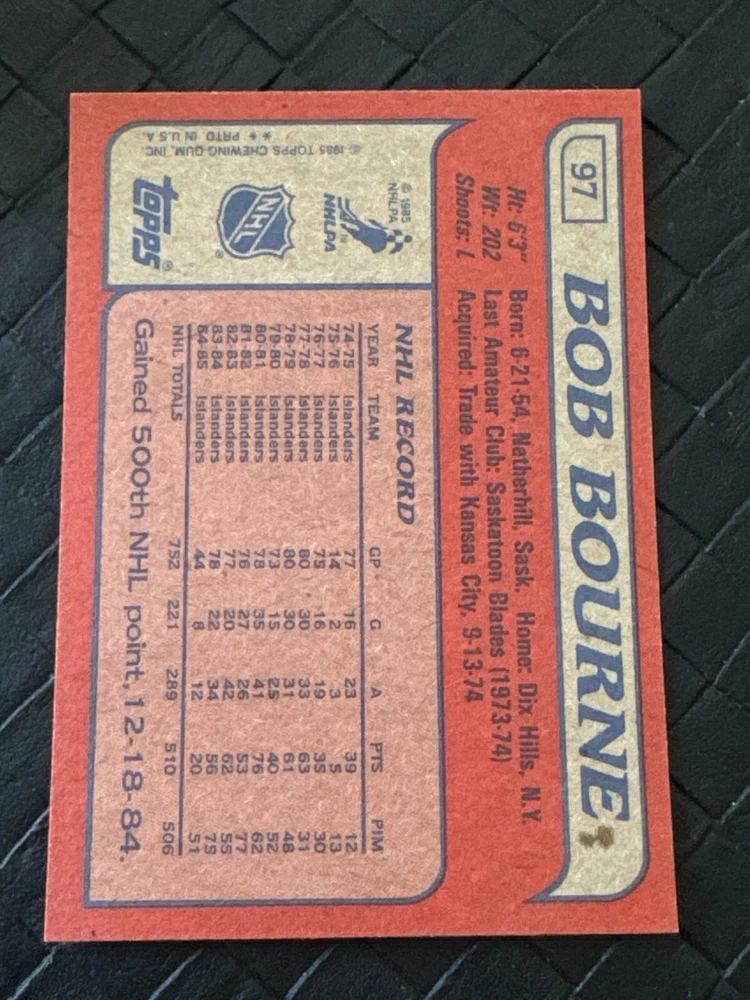 97
BOB BOURNE
Ht: 6'3" Born: 6-21-54, Netherhill, Sask. Home: Dix Hills, N.Y.
Wt: 202 Last Amateur Club: Saskatoon Blades (1973-74)
Shoots: L Acquired: Trade with Kansas City, 9-13-74
© 1985
NHLPA
NHLPA
NHL
®
topps®
© 1985 TOPPS CHEWING GUM, INC
** PRTD IN U.S.A.
NHL RECORD
YEAR TEAM GP G A PTS PIM
74-75 Islanders 77 16 23 39 12
75-76 Islanders 14 2 3 5 13
76-77 Islanders 75 16 19 35 30
77-78 Islanders 80 30 33 63 31
78-79 Islanders 80 30 31 61 48
79-80 Islanders 73 15 25 40 52
80-81 Islanders 78 35 41 76 62
81-82 Islanders 76 27 26 53 77
82-83 Islanders 77 20 42 62 55
83-84 Islanders 78 22 34 56 75
84-85 Islanders 44 8 12 20 51
NHL TOTALS 752 221 289 510 506
Gained 500th NHL point, 12-18-84.